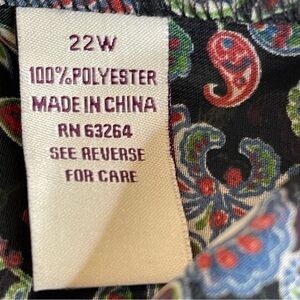 22W
100%POLYESTER
MADE IN CHINA
RN 63264
SEE REVERSE
FOR CARE